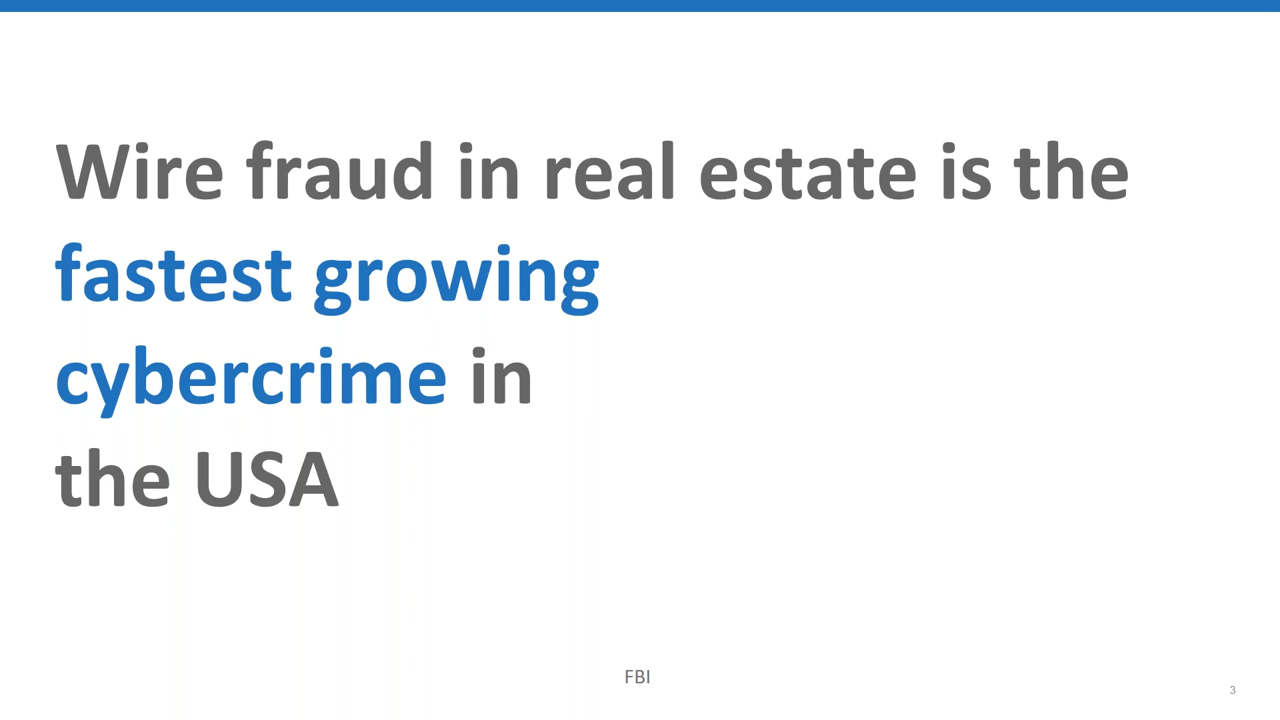 Wire fraud in real estate is the
fastest growing
cybercrime in
the USA
FBI
3